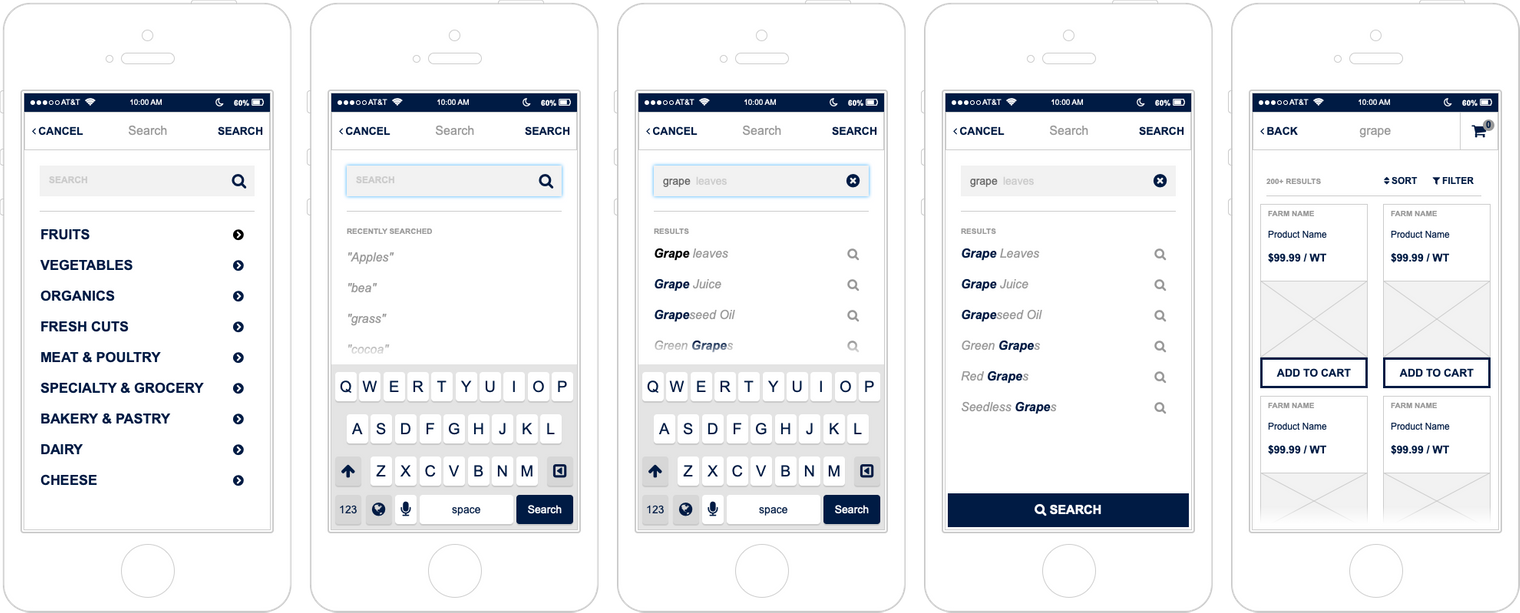 AT&T 10:00 AM 60%
CANCEL Search SEARCH
SEARCH
FRUITS
VEGETABLES
ORGANICS
FRESH CUTS
MEAT & POULTRY
SPECIALTY & GROCERY
BAKERY & PASTRY
DAIRY
CHEESE
AT&T 10:00 AM 60%
CANCEL Search SEARCH
SEARCH
RECENTLY SEARCHED
"Apples"
"bea"
"grass"
"cocoa"
Q W E R T Y U I O P
A S D F G H J K L
Z X C V B N M
123 space Search
AT&T 10:00 AM 60%
CANCEL Search SEARCH
grape leaves
RESULTS
Grape leaves
Grape Juice
Grapeseed Oil
Green Grapes
Q W E R T Y U I O P
A S D F G H J K L
Z X C V B N M
123 space Search
AT&T 10:00 AM 60%
CANCEL Search SEARCH
grape leaves
RESULTS
Grape Leaves
Grape Juice
Grapeseed Oil
Green Grapes
Red Grapes
Seedless Grapes
SEARCH
AT&T 10:00 AM 60%
BACK grape 0
200+ RESULTS SORT FILTER
FARM NAME FARM NAME
Product Name Product Name
$99.99 / WT $99.99 / WT
ADD TO CART ADD TO CART
FARM NAME FARM NAME
Product Name Product Name
$99.99 / WT $99.99 / WT